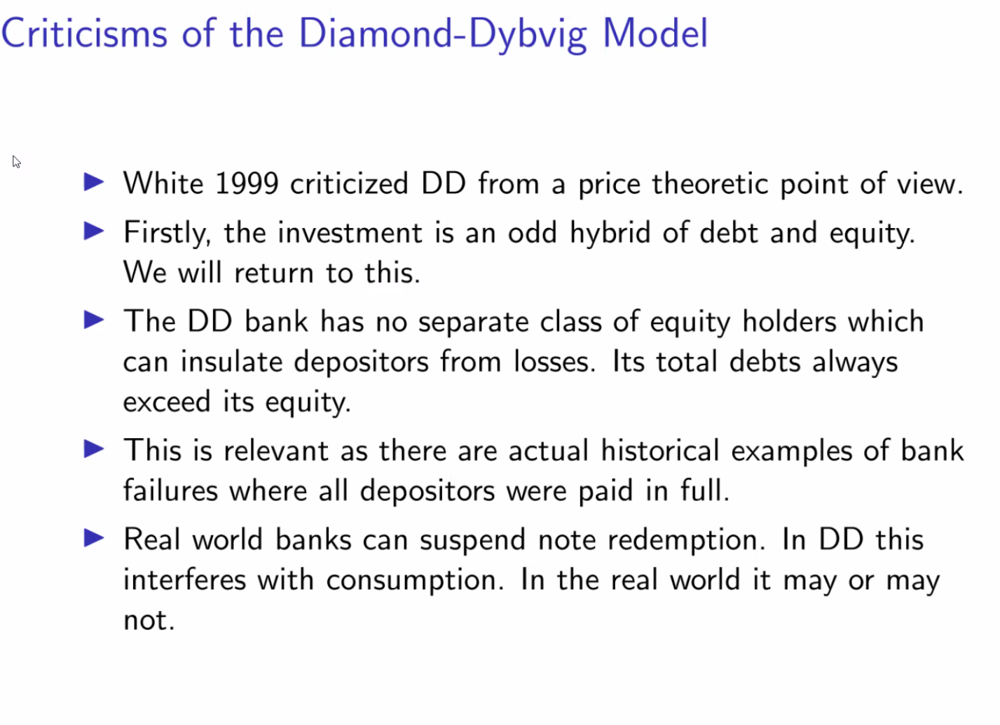 Criticisms of the Diamond-Dybvig Model
White 1999 criticized DD from a price theoretic point of view.
Firstly, the investment is an odd hybrid of debt and equity.
We will return to this.
The DD bank has no separate class of equity holders which
can insulate depositors from losses. Its total debts always
exceed its equity.
This is relevant as there are actual historical examples of bank
failures where all depositors were paid in full.
Real world banks can suspend note redemption. In DD this
interferes with consumption. In the real world it may or may
not.